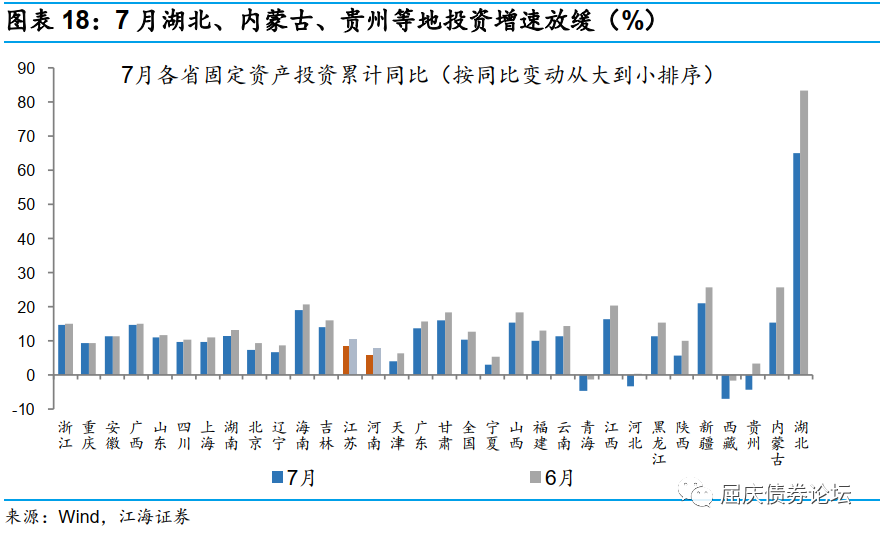 图表 18：7 月湖北、内蒙古、贵州等地投资增速放缓（%）
7月各省固定资产投资累计同比（按同比变动从大到小排序）
90
80
70
60
50
40
30
20
10
0
-10
浙江 重庆 安徽 广西 山东 四川 上海 湖南 北京 辽宁 海南 吉林 江苏 河南 天津 广东 甘肃 全国 宁夏 山西 福建 云南 青海 江西 河北 黑龙江 陕西 新疆 西藏 贵州 内蒙古 湖北
7月 6月
屈庆债券论坛
来源：Wind，江海证券